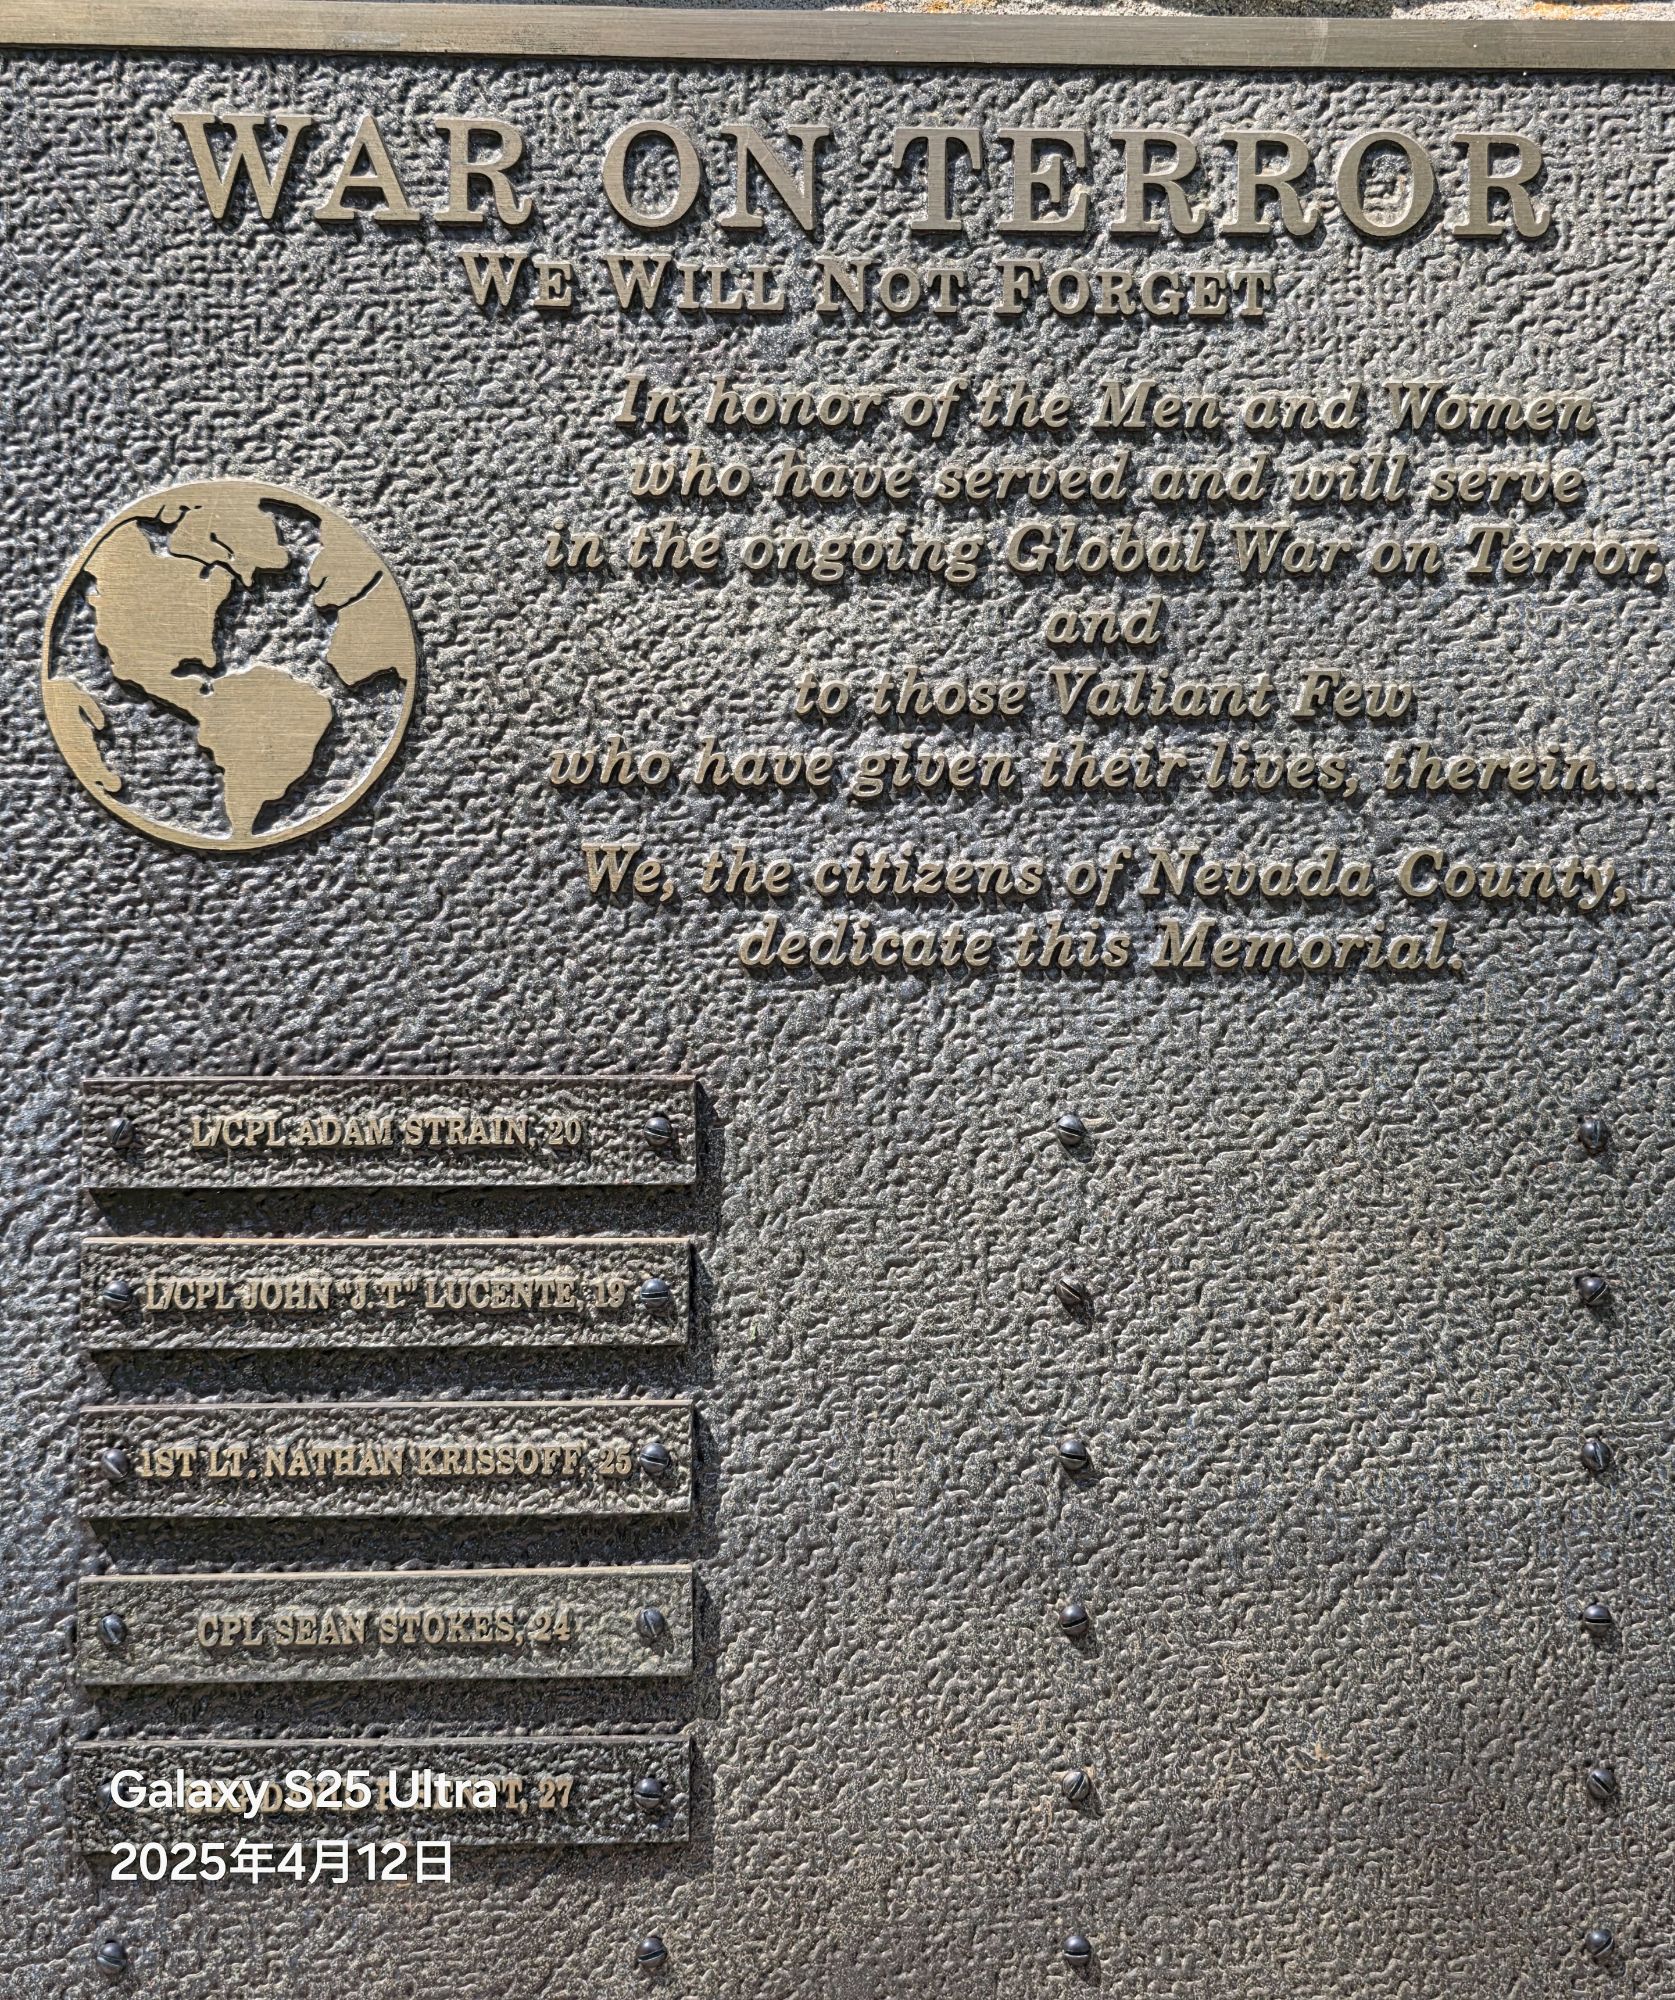 WAR ON TERROR
WE WILL NOT FORGET
In honor of the Men and Women
who have served and will serve
in the ongoing Global War on Terror,
and
to those Valiant Few
who have given their lives, therein...
We, the citizens of Nevada County,
dedicate this Memorial.
L/CPL ADAM STRAIN, 20
L/CPL JOHN "J.T." LUCENTE, 19
1ST LT. NATHAN KRISSOFF, 25
CPL SEAN STOKES, 24
27
Galaxy S25 Ultra
2025年4月12日